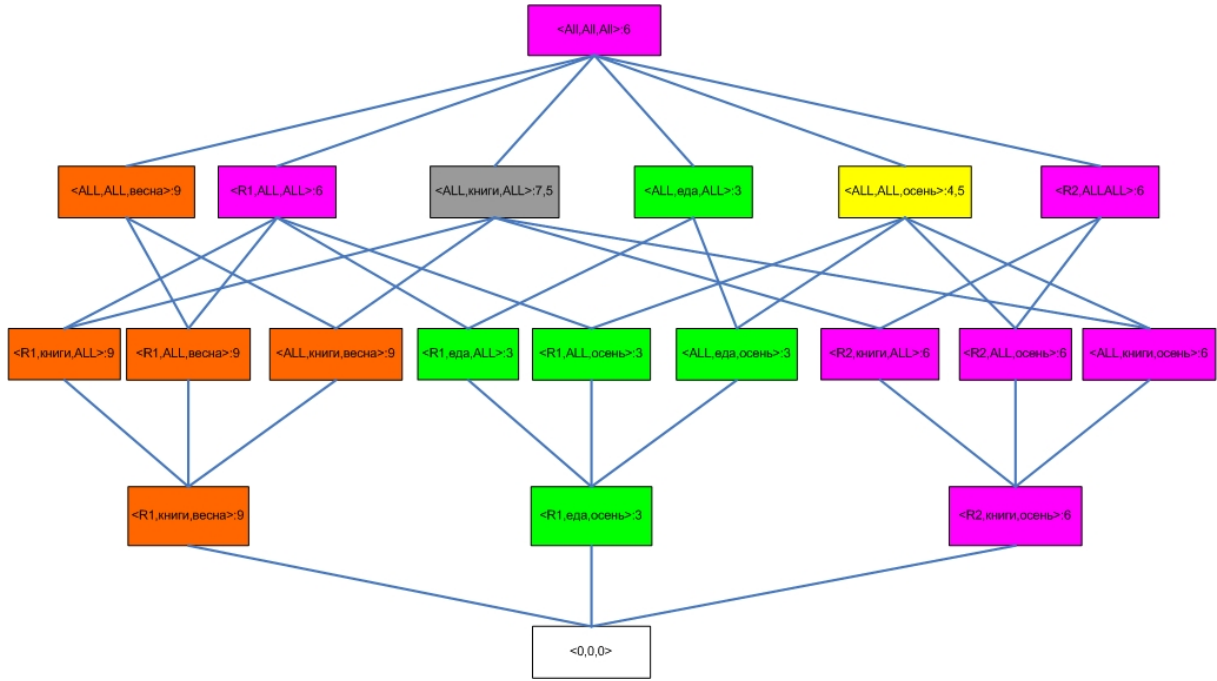 <All,All,All>:6
<ALL,ALL,весна>:9
<R1,ALL,ALL>:6
<ALL,книги,ALL>:7,5
<ALL,еда,ALL>:3
<ALL,ALL,осень>:4,5
<R2,ALLALL>:6
<R1,книги,ALL>:9
<R1,ALL,весна>:9
<ALL,книги,весна>:9
<R1,еда,ALL>:3
<R1,ALL,осень>:3
<ALL,еда,осень>:3
<R2,книги,ALL>:6
<R2,ALL,осень>:6
<ALL,книги,осень>:6
<R1,книги,весна>:9
<R1,еда,осень>:3
<R2,книги,осень>:6
<0,0,0>